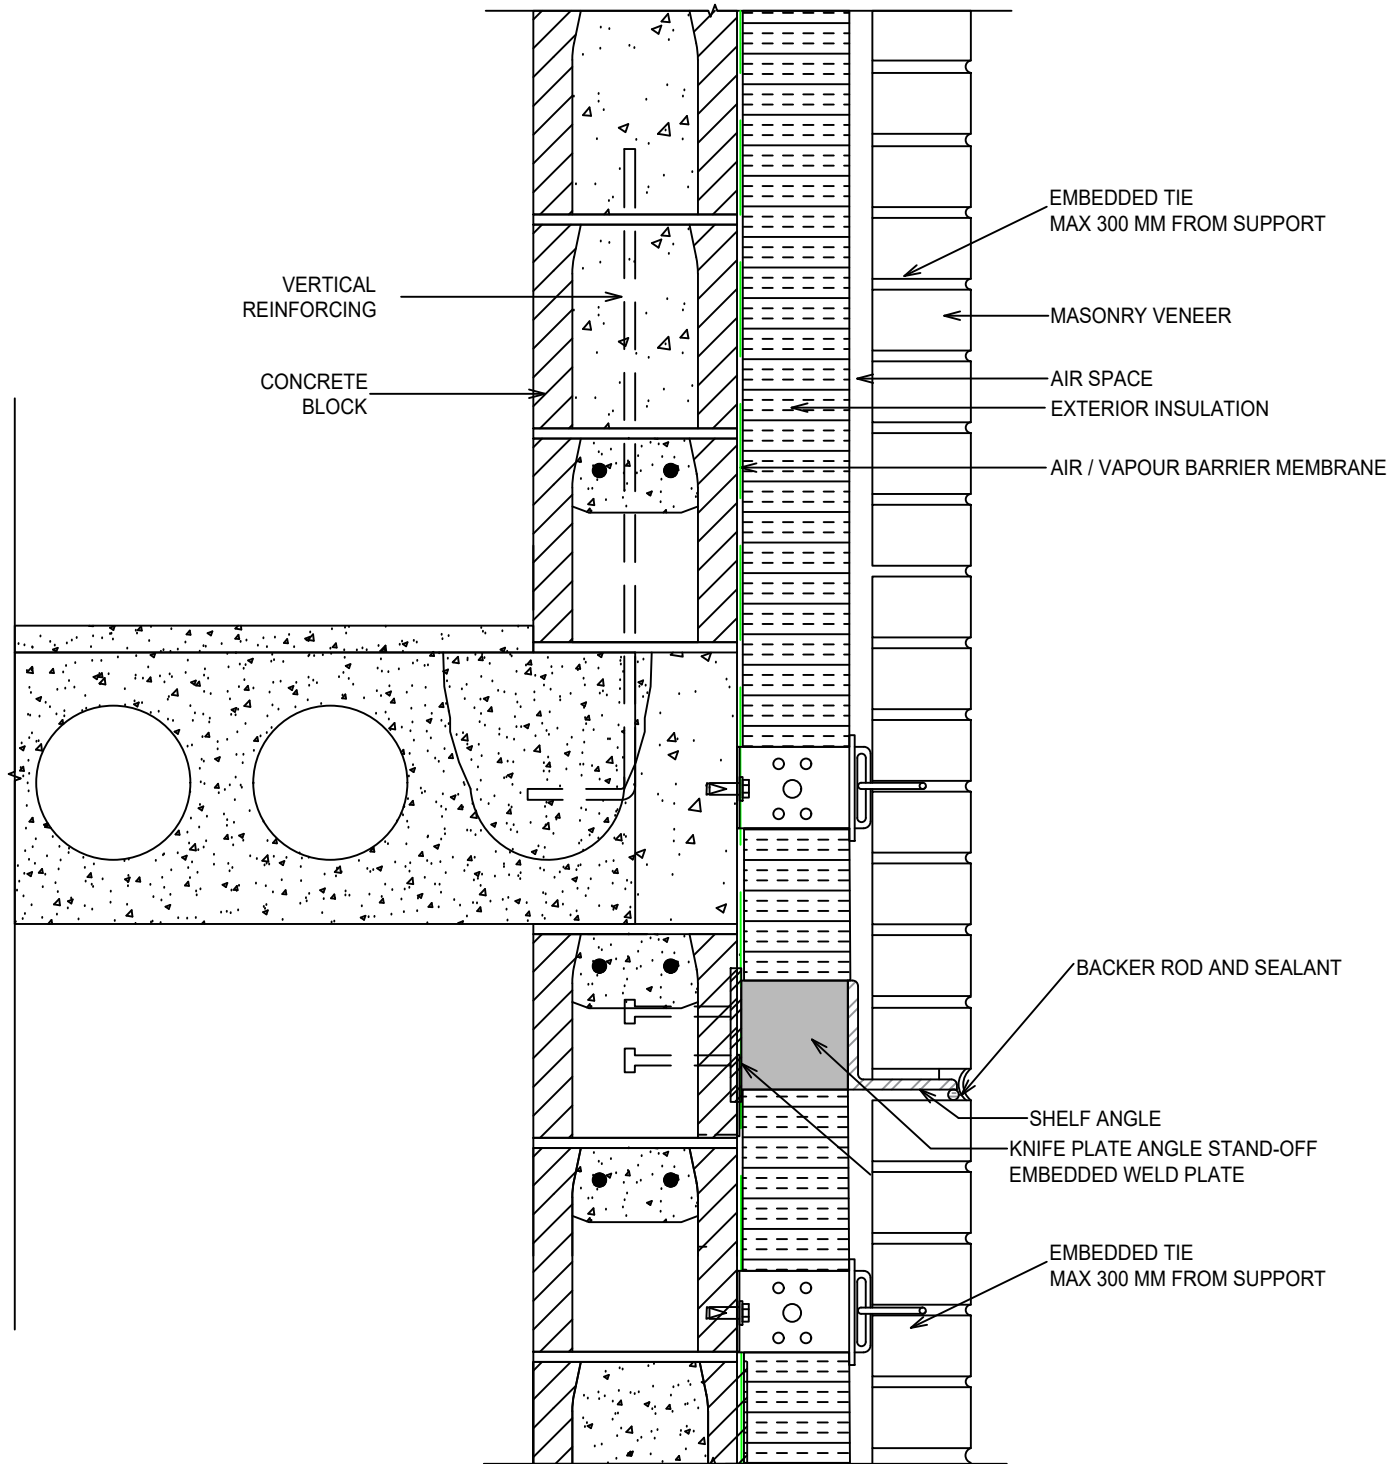 EMBEDDED TIE
MAX 300 MM FROM SUPPORT
VERTICAL
REINFORCING
MASONRY VENEER
CONCRETE
BLOCK
AIR SPACE
EXTERIOR INSULATION
AIR / VAPOUR BARRIER MEMBRANE
BACKER ROD AND SEALANT
SHELF ANGLE
KNIFE PLATE ANGLE STAND-OFF
EMBEDDED WELD PLATE
EMBEDDED TIE
MAX 300 MM FROM SUPPORT